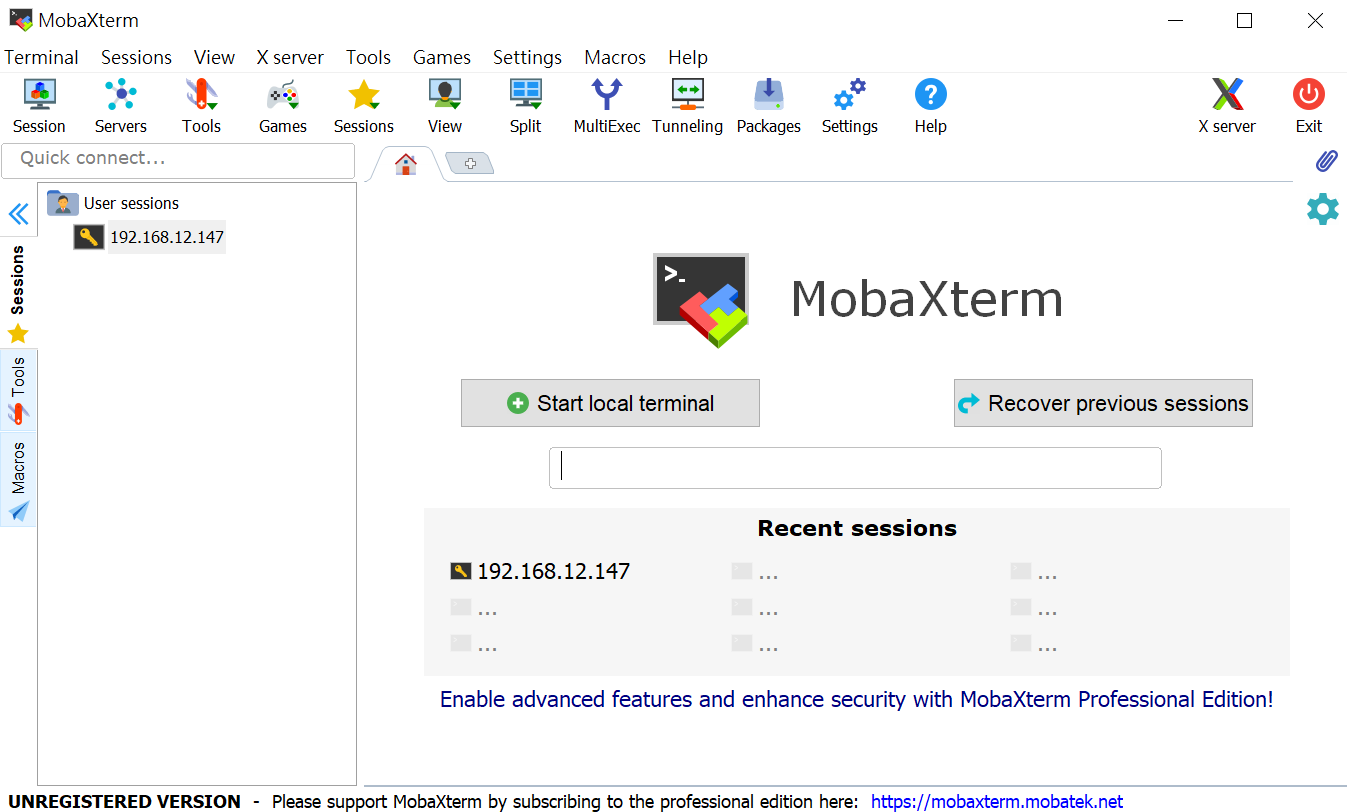 MobaXterm
Terminal Sessions View X server Tools Games Settings Macros Help
Session Servers Tools Games Sessions View Split MultiExec Tunneling Packages Settings Help X server Exit
Quick connect...
User sessions
192.168.12.147
Sessions
Tools
Macros
>_
MobaXterm
Start local terminal
Recover previous sessions
Recent sessions
192.168.12.147 ... ...
... ... ...
... ... ...
Enable advanced features and enhance security with MobaXterm Professional Edition!
UNREGISTERED VERSION - Please support MobaXterm by subscribing to the professional edition here: https://mobaxterm.mobatek.net